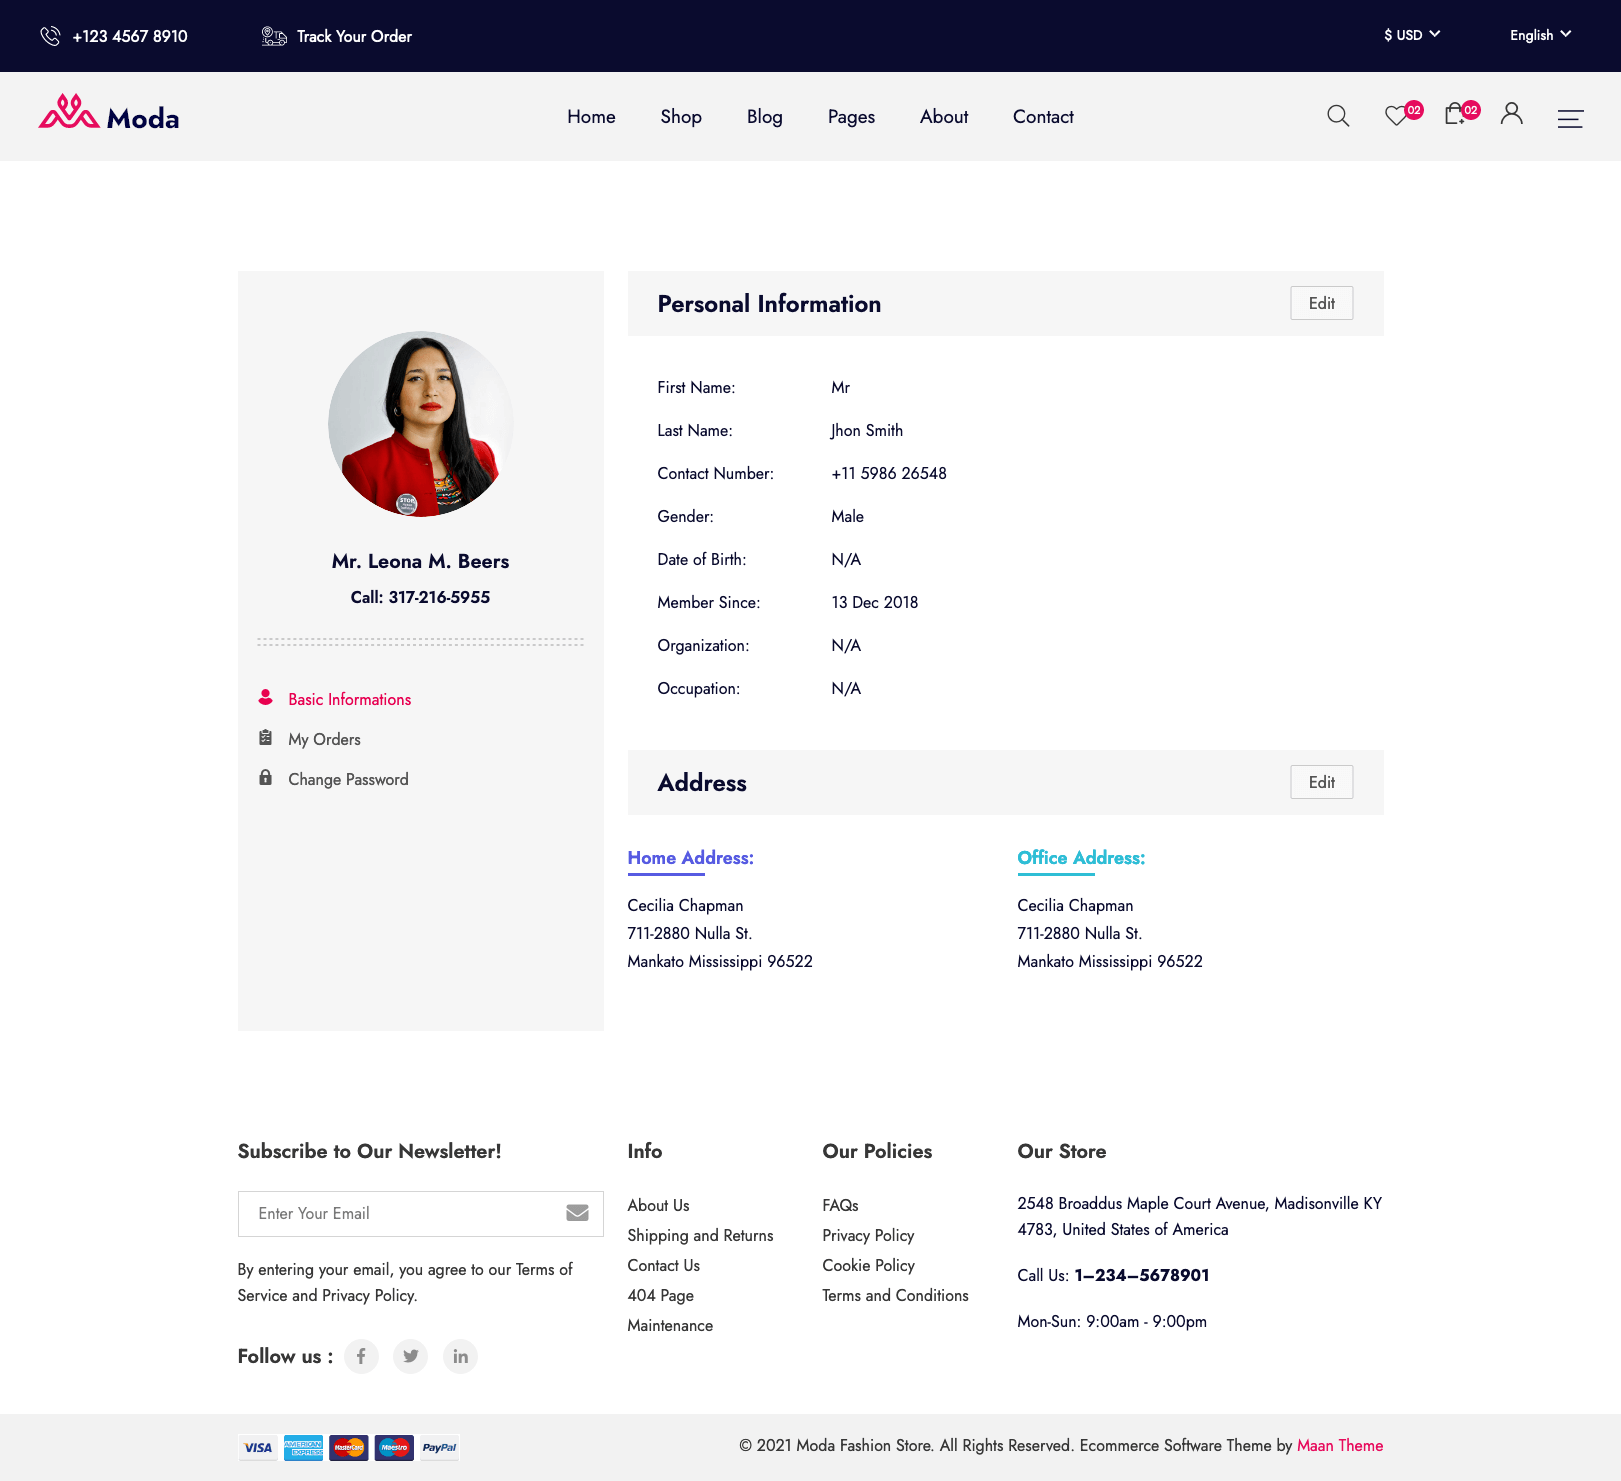 +123 4567 8910
Track Your Order
$ USD
English
Moda
Home
Shop
Blog
Pages
About
Contact
02
02
Mr. Leona M. Beers
Call: 317-216-5955
Basic Informations
My Orders
Change Password
Personal Information
Edit
First Name: Mr
Last Name: Jhon Smith
Contact Number: +11 5986 26548
Gender: Male
Date of Birth: N/A
Member Since: 13 Dec 2018
Organization: N/A
Occupation: N/A
Address
Edit
Home Address:
Cecilia Chapman
711-2880 Nulla St.
Mankato Mississippi 96522
Office Address:
Cecilia Chapman
711-2880 Nulla St.
Mankato Mississippi 96522
Subscribe to Our Newsletter!
Enter Your Email
By entering your email, you agree to our Terms of
Service and Privacy Policy.
Follow us :
Info
About Us
Shipping and Returns
Contact Us
404 Page
Maintenance
Our Policies
FAQs
Privacy Policy
Cookie Policy
Terms and Conditions
Our Store
2548 Broaddus Maple Court Avenue, Madisonville KY
4783, United States of America
Call Us: 1–234–5678901
Mon-Sun: 9:00am - 9:00pm
VISA
AMERICAN EXPRESS
MasterCard
Maestro
PayPal
© 2021 Moda Fashion Store. All Rights Reserved. Ecommerce Software Theme by Maan Theme